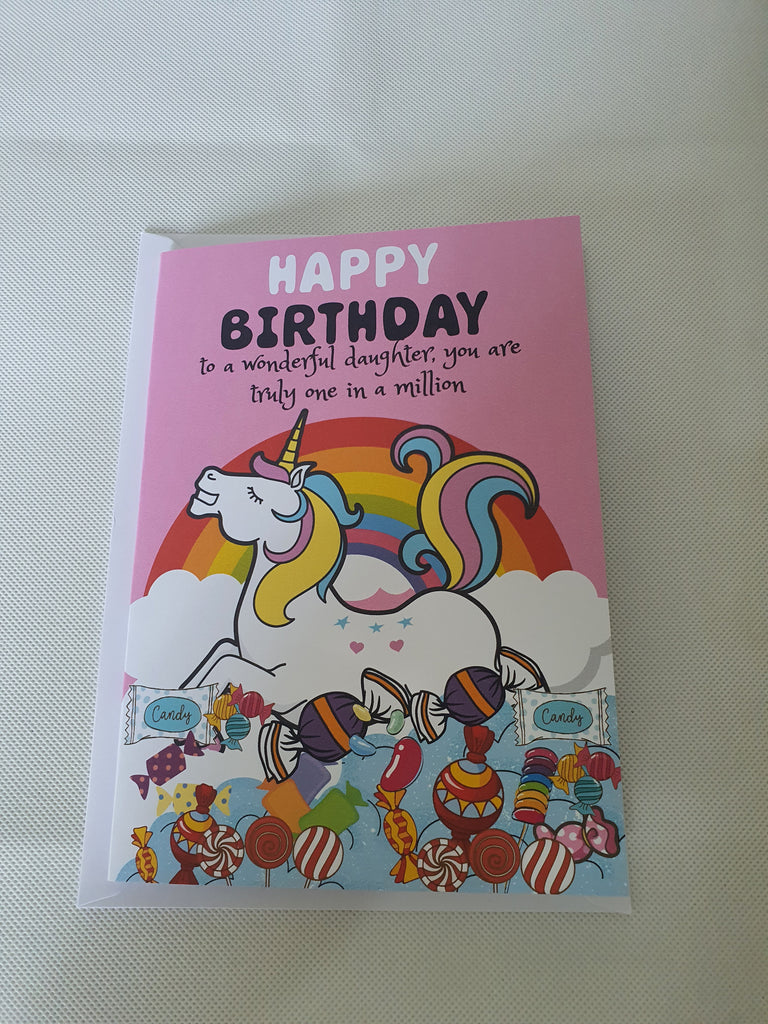 HAPPY
BIRTHDAY
to a wonderful daughter, you are
truly one in a million
Candy
Candy